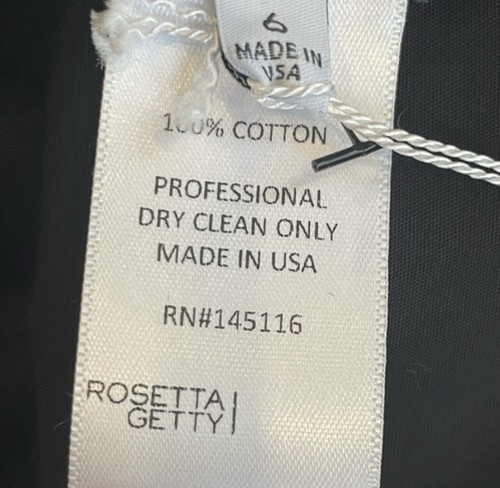 6
MADE IN
USA
100% COTTON
PROFESSIONAL
DRY CLEAN ONLY
MADE IN USA
RN#145116
ROSETTA
GETTY